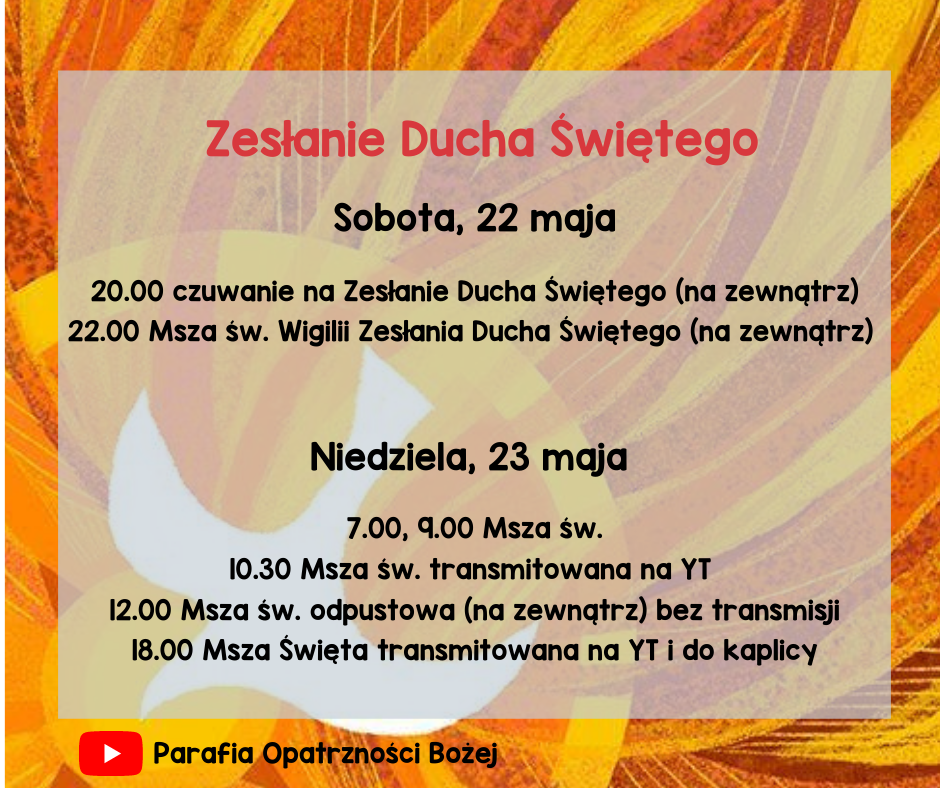 Zesłanie Ducha Świętego
Sobota, 22 maja
20.00 czuwanie na Zesłanie Ducha Świętego (na zewnątrz)
22.00 Msza św. Wigilii Zesłania Ducha Świętego (na zewnątrz)
Niedziela, 23 maja
7.00, 9.00 Msza św.
10.30 Msza św. transmitowana na YT
12.00 Msza św. odpustowa (na zewnątrz) bez transmisji
18.00 Msza Święta transmitowana na YT i do kaplicy
Parafia Opatrzności Bożej